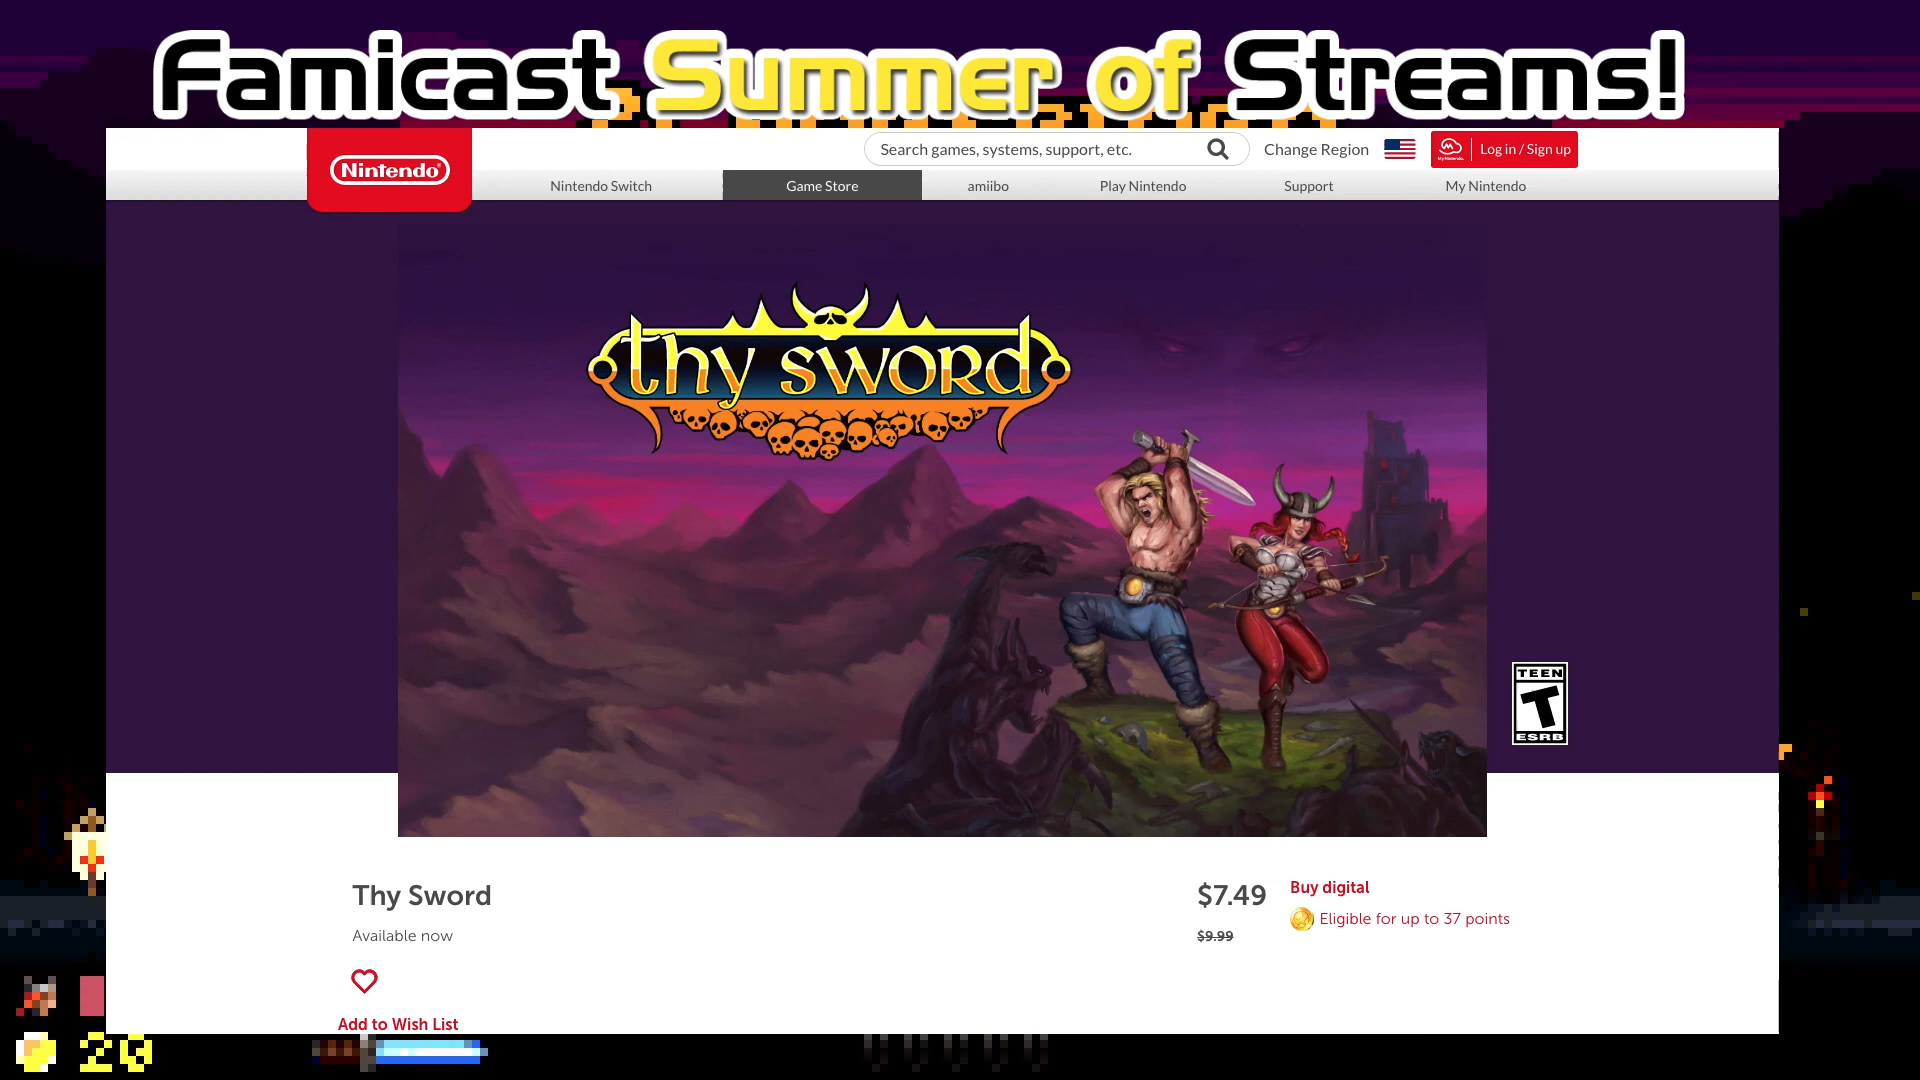 Famicast Summer of Streams!
Nintendo
Search games, systems, support, etc.
Change Region
My Nintendo
Log in / Sign up
Nintendo Switch
Game Store
amiibo
Play Nintendo
Support
My Nintendo
thy sword
TEEN
T
ESRB
Thy Sword
$7.49
Buy digital
Eligible for up to 37 points
Available now
$9.99
Add to Wish List